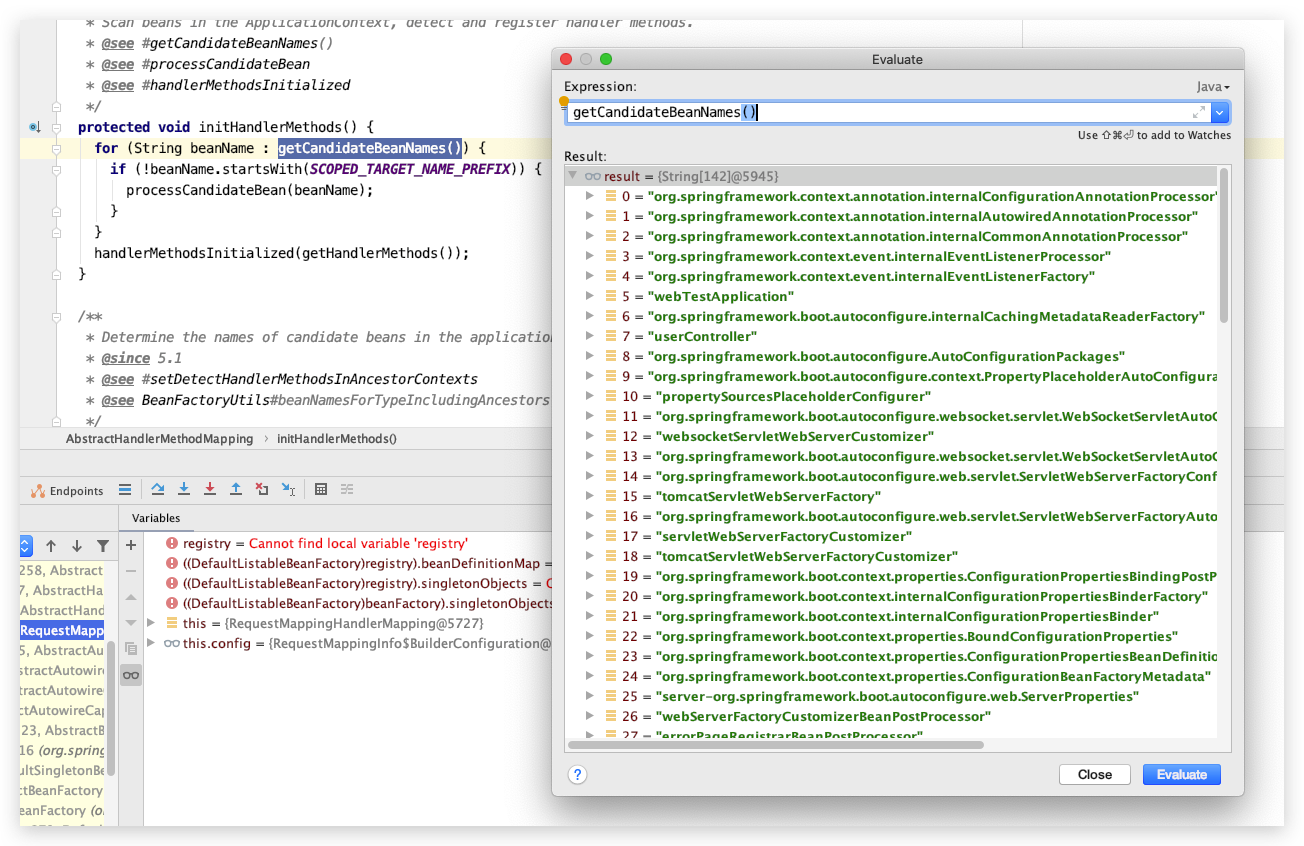 * Scan beans in the ApplicationContext, detect and register handler methods.
* @see #getCandidateBeanNames()
* @see #processCandidateBean
* @see #handlerMethodsInitialized
*/
protected void initHandlerMethods() {
for (String beanName : getCandidateBeanNames()) {
if (!beanName.startsWith(SCOPED_TARGET_NAME_PREFIX)) {
processCandidateBean(beanName);
}
}
handlerMethodsInitialized(getHandlerMethods());
}
/**
* Determine the names of candidate beans in the application
* @since 5.1
* @see #setDetectHandlerMethodsInAncestorContexts
* @see BeanFactoryUtils#beanNamesForTypeIncludingAncestors
*/
AbstractHandlerMethodMapping › initHandlerMethods()
Endpoints
Variables
258, Abstract
7, AbstractHa
AbstractHand
RequestMapp
5, AbstractAu
stractAutowire
tractAutowire
ctAutowireCap
123, AbstractB
16 (org.spring
ultSingletonBe
ctBeanFactory
eanFactory (o
registry = Cannot find local variable 'registry'
((DefaultListableBeanFactory)registry).beanDefinitionMap =
((DefaultListableBeanFactory)registry).singletonObjects = C
((DefaultListableBeanFactory)beanFactory).singletonObjects
this = {RequestMappingHandlerMapping@5727}
this.config = {RequestMappingInfo$BuilderConfiguration@
Evaluate
Expression:
Java
getCandidateBeanNames()
Use ⇧⌘⏎ to add to Watches
Result:
result = {String[142]@5945}
0 = "org.springframework.context.annotation.internalConfigurationAnnotationProcessor"
1 = "org.springframework.context.annotation.internalAutowiredAnnotationProcessor"
2 = "org.springframework.context.annotation.internalCommonAnnotationProcessor"
3 = "org.springframework.context.event.internalEventListenerProcessor"
4 = "org.springframework.context.event.internalEventListenerFactory"
5 = "webTestApplication"
6 = "org.springframework.boot.autoconfigure.internalCachingMetadataReaderFactory"
7 = "userController"
8 = "org.springframework.boot.autoconfigure.AutoConfigurationPackages"
9 = "org.springframework.boot.autoconfigure.context.PropertyPlaceholderAutoConfigura
10 = "propertySourcesPlaceholderConfigurer"
11 = "org.springframework.boot.autoconfigure.websocket.servlet.WebSocketServletAutoC
12 = "websocketServletWebServerCustomizer"
13 = "org.springframework.boot.autoconfigure.websocket.servlet.WebSocketServletAutoC
14 = "org.springframework.boot.autoconfigure.web.servlet.ServletWebServerFactoryConf
15 = "tomcatServletWebServerFactory"
16 = "org.springframework.boot.autoconfigure.web.servlet.ServletWebServerFactoryAuto
17 = "servletWebServerFactoryCustomizer"
18 = "tomcatServletWebServerFactoryCustomizer"
19 = "org.springframework.boot.context.properties.ConfigurationPropertiesBindingPostP
20 = "org.springframework.boot.context.internalConfigurationPropertiesBinderFactory"
21 = "org.springframework.boot.context.internalConfigurationPropertiesBinder"
22 = "org.springframework.boot.context.properties.BoundConfigurationProperties"
23 = "org.springframework.boot.context.properties.ConfigurationPropertiesBeanDefinitio
24 = "org.springframework.boot.context.properties.ConfigurationBeanFactoryMetadata"
25 = "server-org.springframework.boot.autoconfigure.web.ServerProperties"
26 = "webServerFactoryCustomizerBeanPostProcessor"
27 = "errorPageRegistrarBeanPostProcessor"
Close
Evaluate